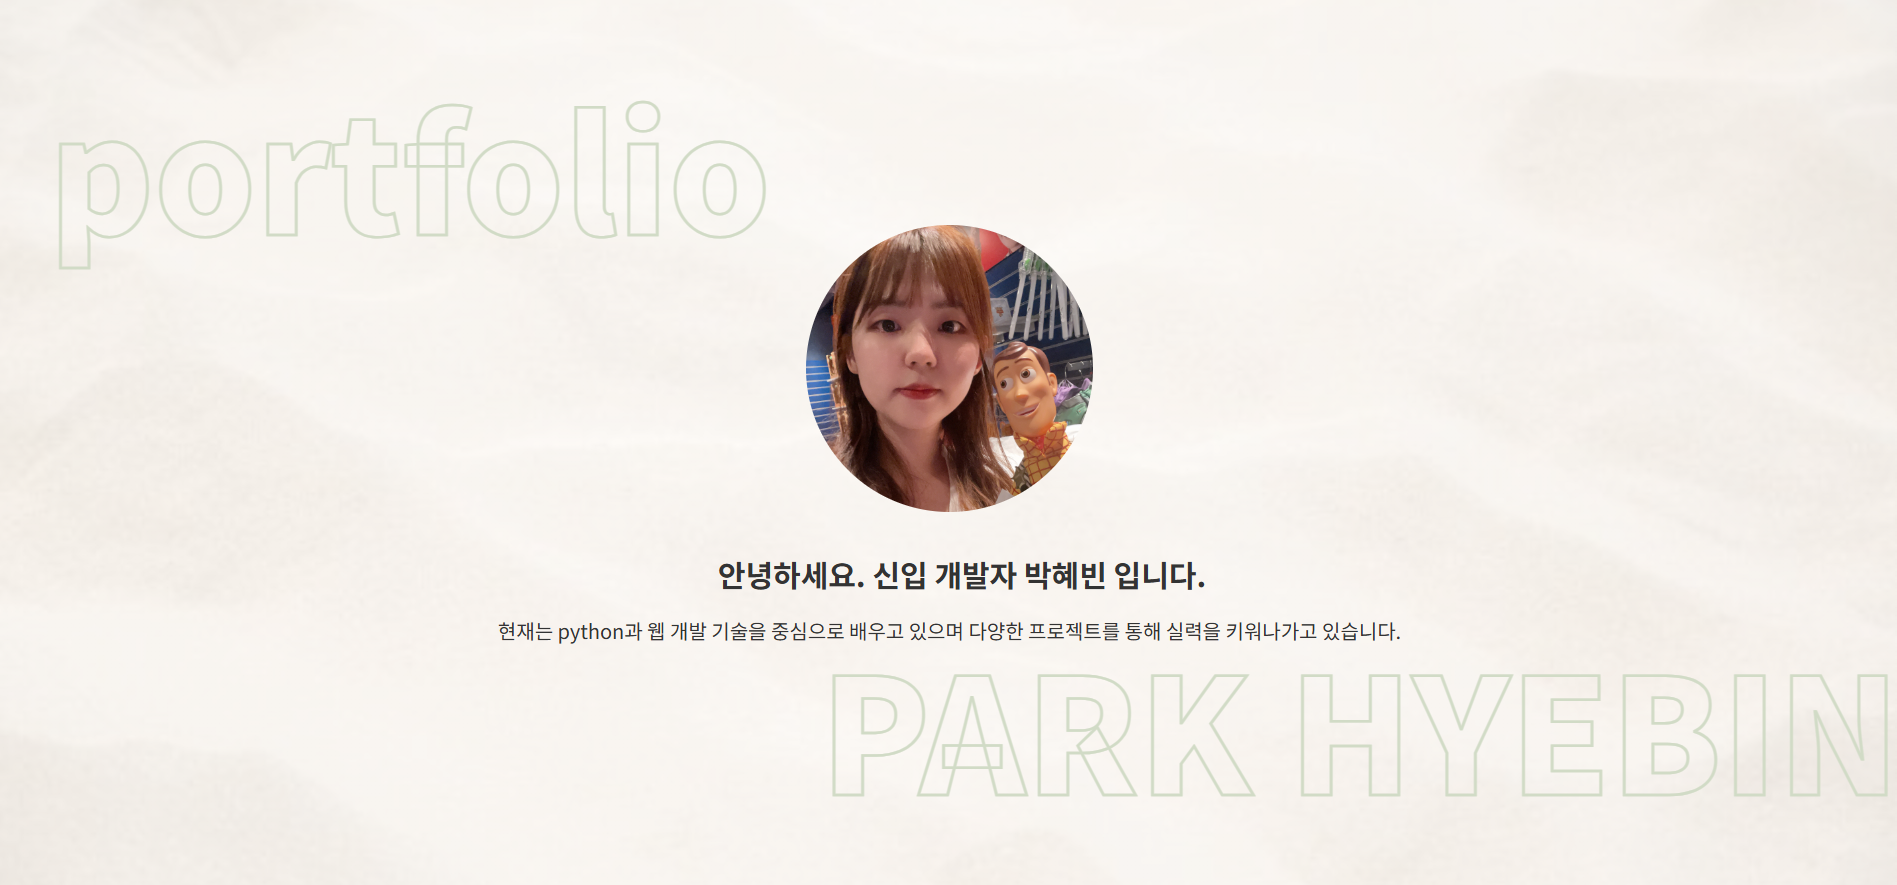 portfolio
안녕하세요. 신입 개발자 박혜빈 입니다.
현재는 python과 웹 개발 기술을 중심으로 배우고 있으며 다양한 프로젝트를 통해 실력을 키워나가고 있습니다.
PARK HYEBIN